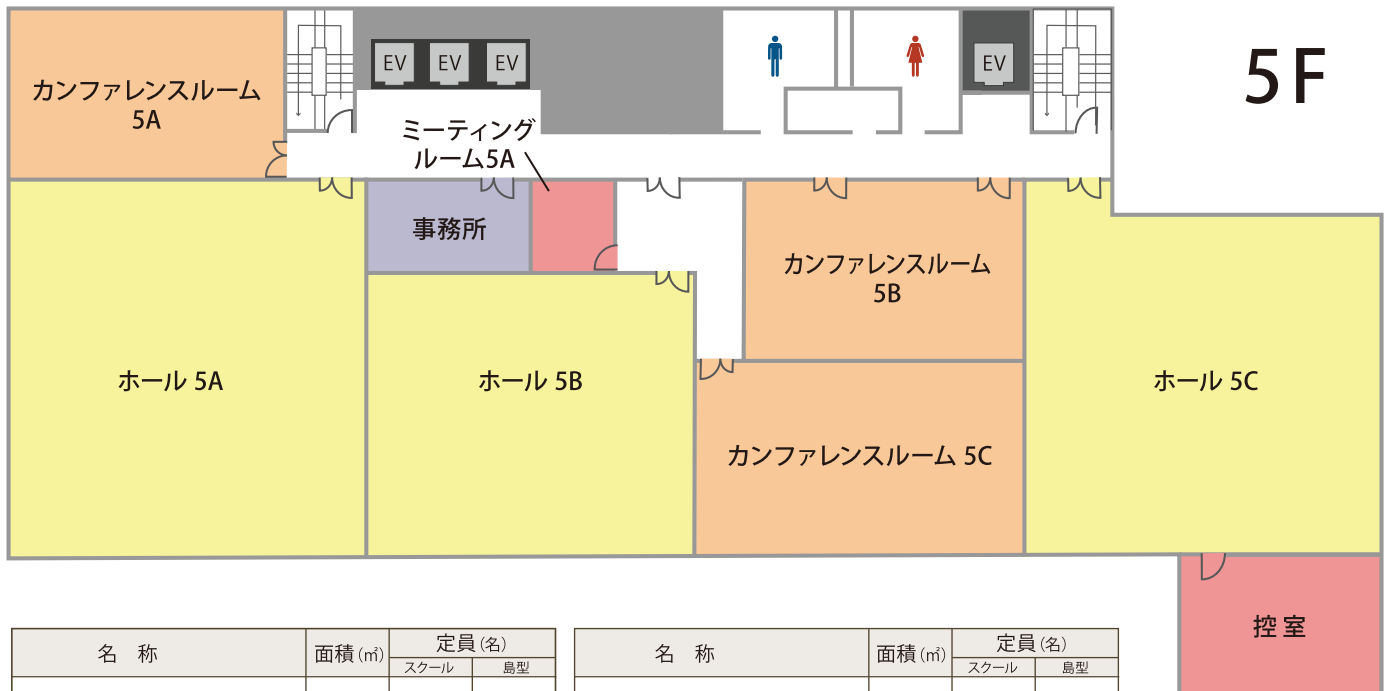 EV
EV
EV
EV
5F
カンファレンスルーム
5A
ミーティング
ルーム5A
事務所
カンファレンスルーム
5B
ホール 5A
ホール 5B
ホール 5C
カンファレンスルーム 5C
控室
名 称
面積(㎡)
定員(名)
スクール
島型
名 称
面積(㎡)
定員(名)
スクール
島型